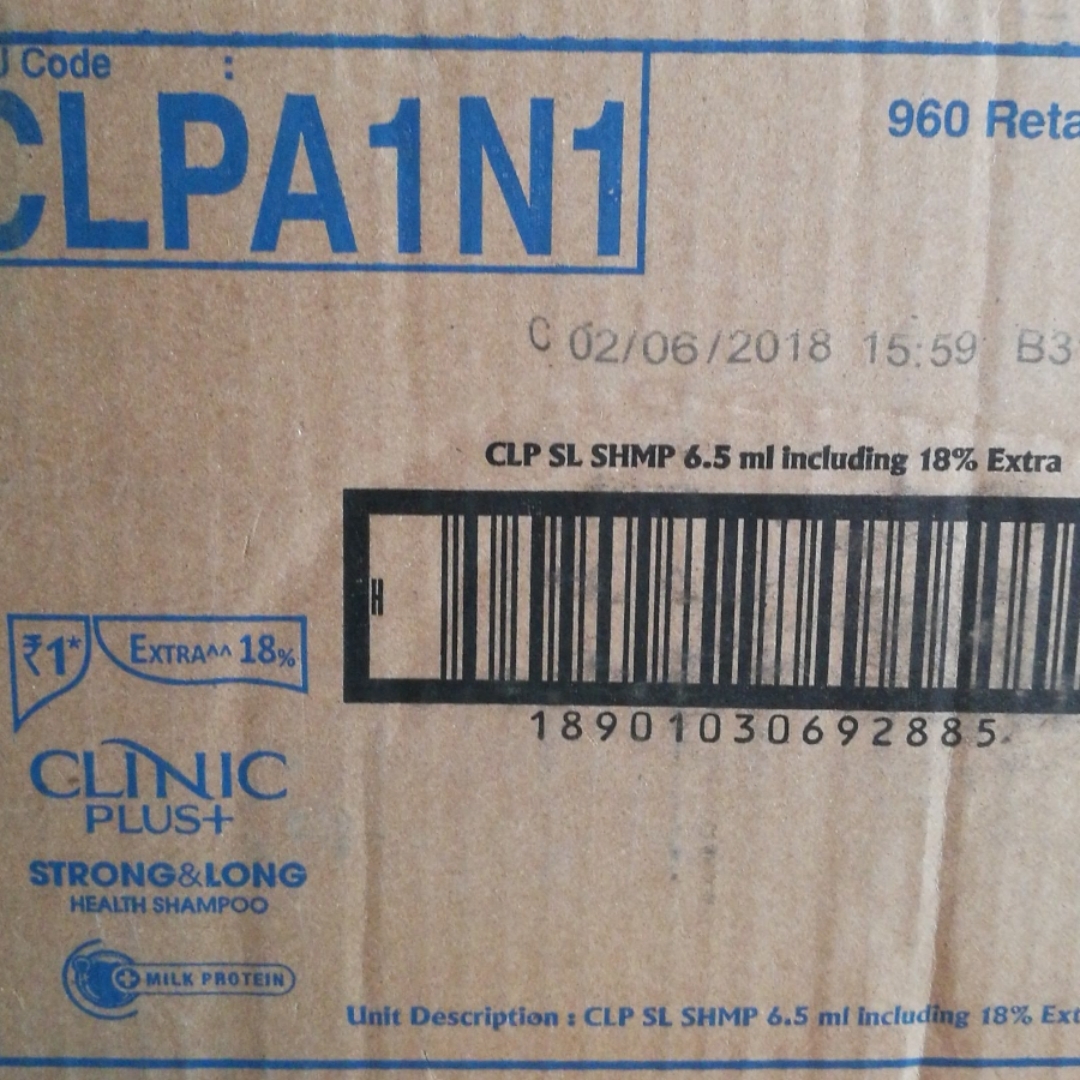 Code :
CLPA1N1
960 Reta
C 02/06/2018 15:59 B3
CLP SL SHMP 6.5 ml including 18% Extra
H
18901030692885
₹1* EXTRA^^ 18%
CLINIC
PLUS+
STRONG&LONG
HEALTH SHAMPOO
MILK PROTEIN
Unit Description : CLP SL SHMP 6.5 ml including 18% Ext